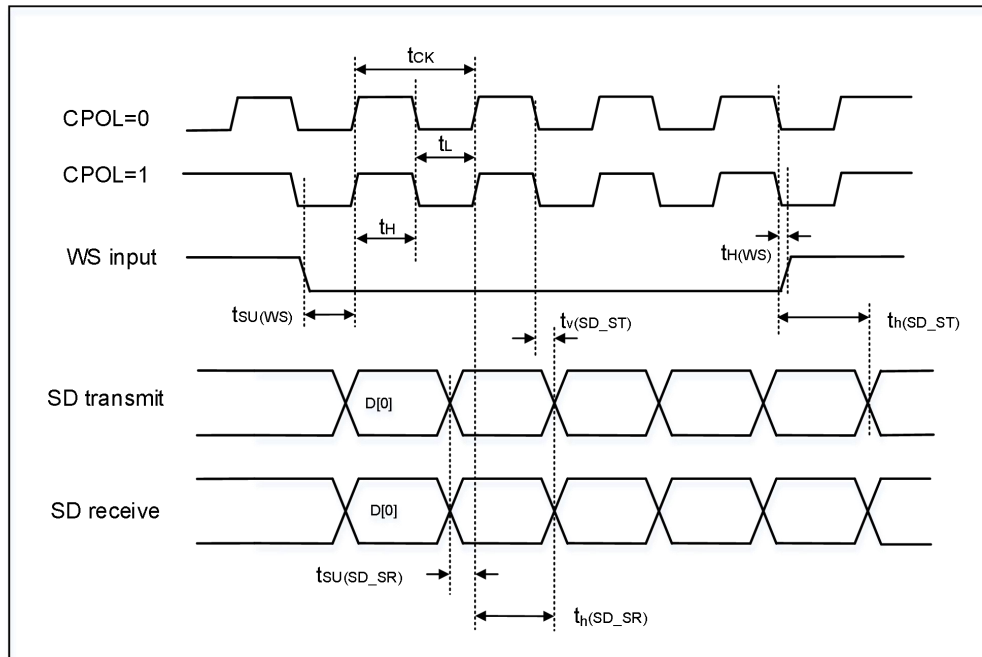 tCK
CPOL=0
tL
CPOL=1
tH
tH(WS)
WS input
tSU(WS)
tv(SD_ST)
th(SD_ST)
SD transmit
D[0]
SD receive
D[0]
tSU(SD_SR)
th(SD_SR)